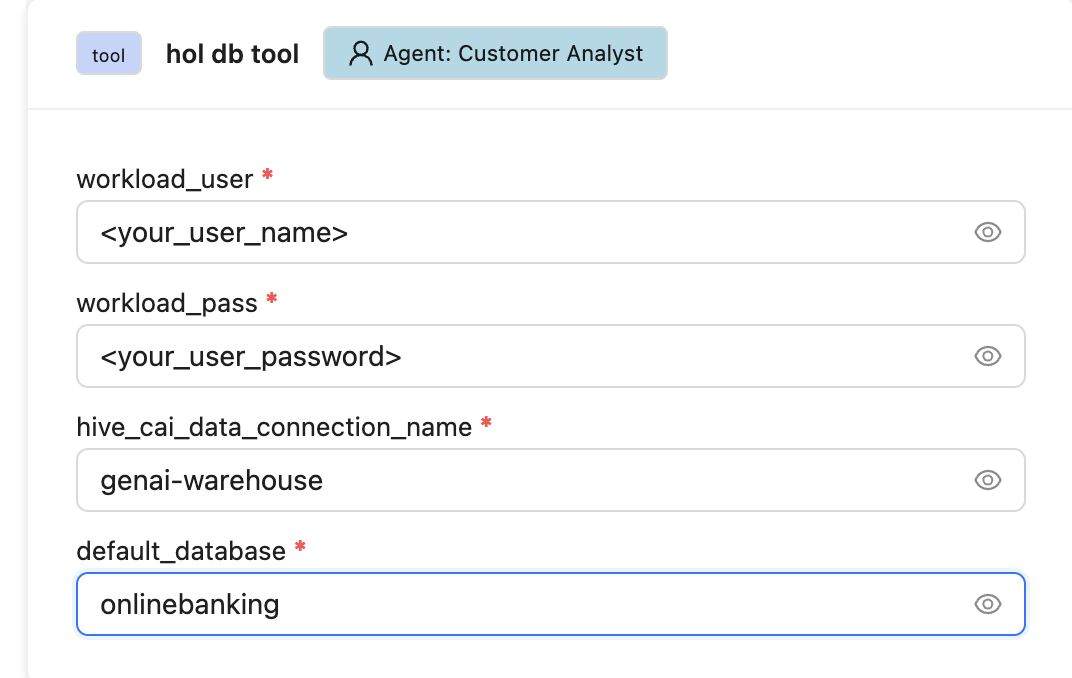 tool hol db tool Agent: Customer Analyst
workload_user *
<your_user_name>
workload_pass *
<your_user_password>
hive_cai_data_connection_name *
genai-warehouse
default_database *
onlinebanking